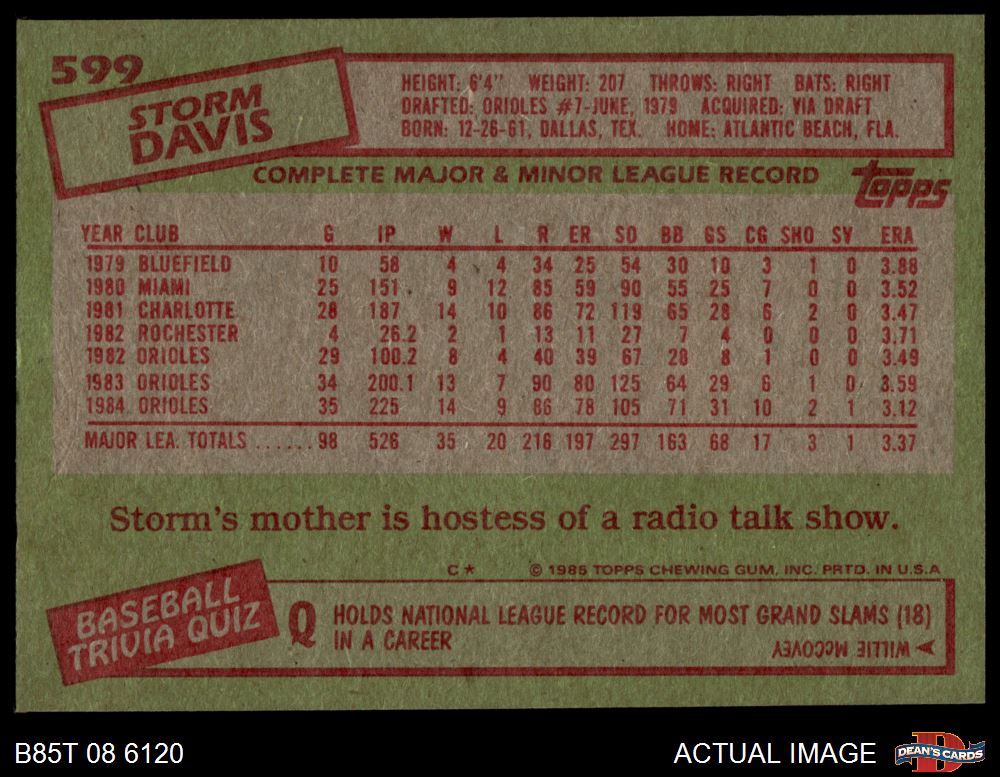 599
STORM
DAVIS
HEIGHT: 6'4" WEIGHT: 207 THROWS: RIGHT BATS: RIGHT
DRAFTED: ORIOLES #7-JUNE, 1979 ACQUIRED: VIA DRAFT
BORN: 12-26-61, DALLAS, TEX. HOME: ATLANTIC BEACH, FLA.
COMPLETE MAJOR & MINOR LEAGUE RECORD
topps
YEAR CLUB G IP W L R ER SO BB GS CG SHO SV ERA
1979 BLUEFIELD 10 58 4 4 34 25 54 30 10 3 1 0 3.88
1980 MIAMI 25 151 9 12 85 59 90 55 25 7 0 0 3.52
1981 CHARLOTTE 28 187 14 10 86 72 119 65 28 6 2 0 3.47
1982 ROCHESTER 4 26.2 2 1 13 11 27 7 4 0 0 0 3.71
1982 ORIOLES 29 100.2 8 4 40 39 67 28 8 1 0 0 3.49
1983 ORIOLES 34 200.1 13 7 90 80 125 64 29 6 1 0 3.59
1984 ORIOLES 35 225 14 9 86 78 105 71 31 10 2 1 3.12
MAJOR LEA. TOTALS ...... 98 526 35 20 216 197 297 163 68 17 3 1 3.37
Storm's mother is hostess of a radio talk show.
C* © 1985 TOPPS CHEWING GUM, INC. PRTD. IN U.S.A
BASEBALL
TRIVIA QUIZ
Q HOLDS NATIONAL LEAGUE RECORD FOR MOST GRAND SLAMS (18)
IN A CAREER
WILLIE McCOVEY
B85T 08 6120
ACTUAL IMAGE
DEAN'S CARDS